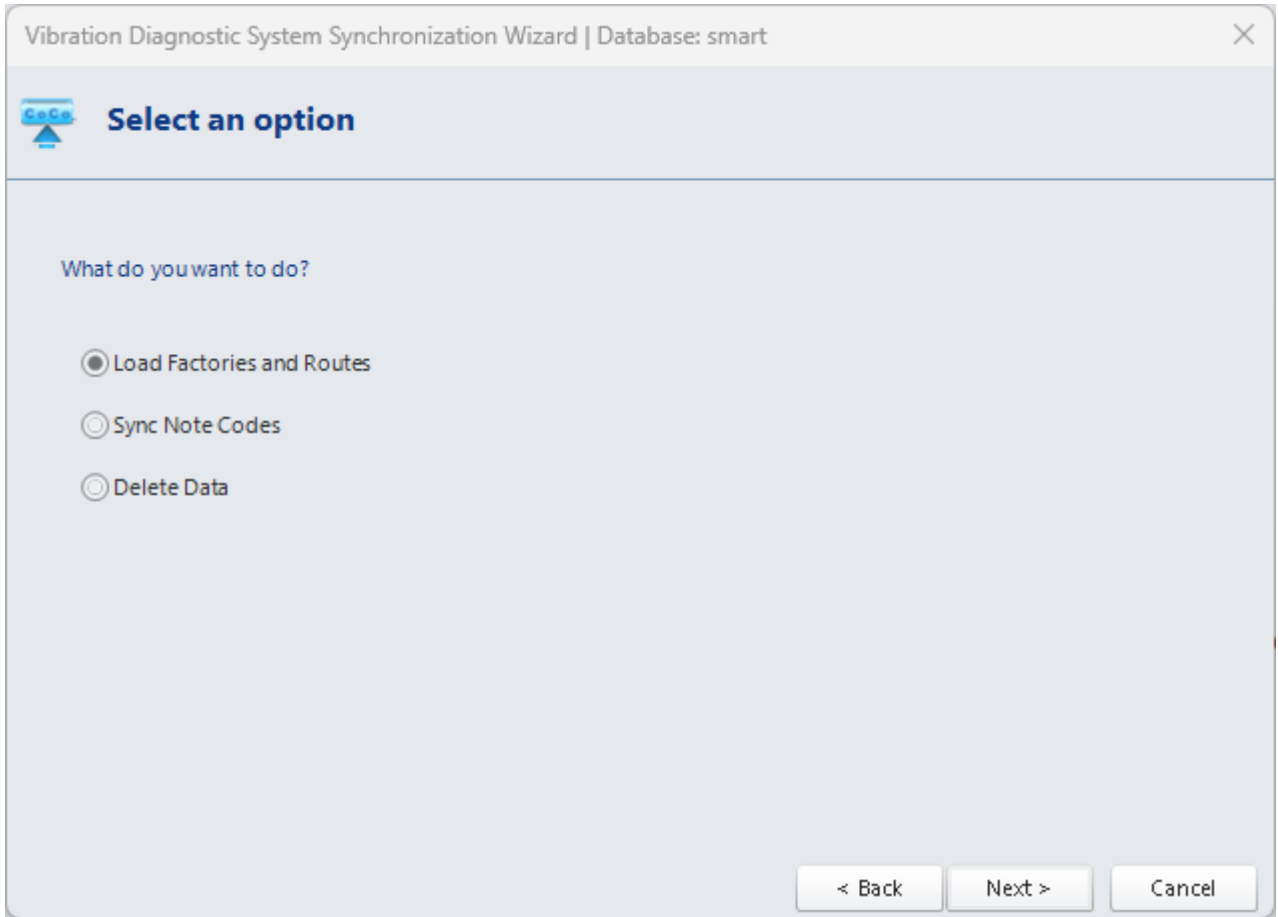 Vibration Diagnostic System Synchronization Wizard | Database: smart
CoCo
Select an option
What do you want to do?
Load Factories and Routes
Sync Note Codes
Delete Data
< Back Next > Cancel